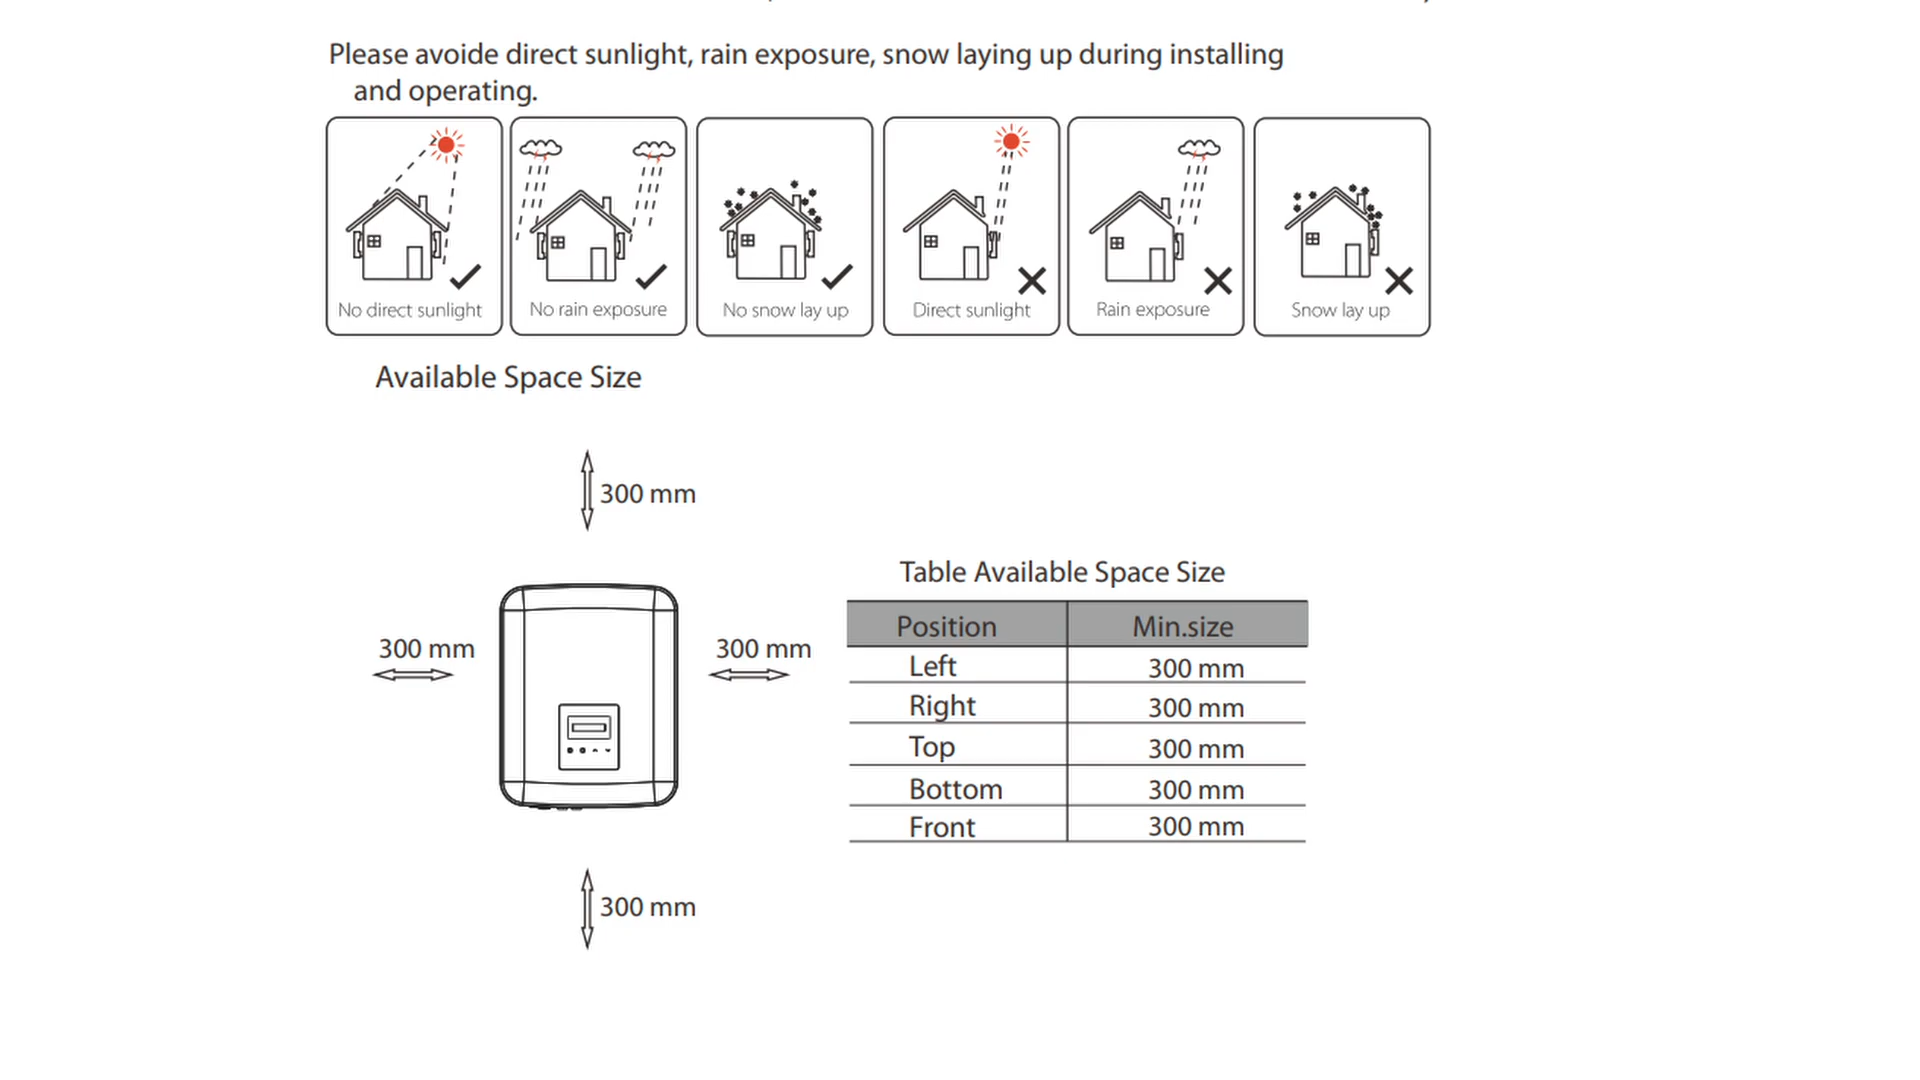 Please avoide direct sunlight, rain exposure, snow laying up during installing
and operating.
No direct sunlight
No rain exposure
No snow lay up
Direct sunlight
Rain exposure
Snow lay up
Available Space Size
300 mm
300 mm
300 mm
300 mm
Table Available Space Size
Position Min.size
Left 300 mm
Right 300 mm
Top 300 mm
Bottom 300 mm
Front 300 mm